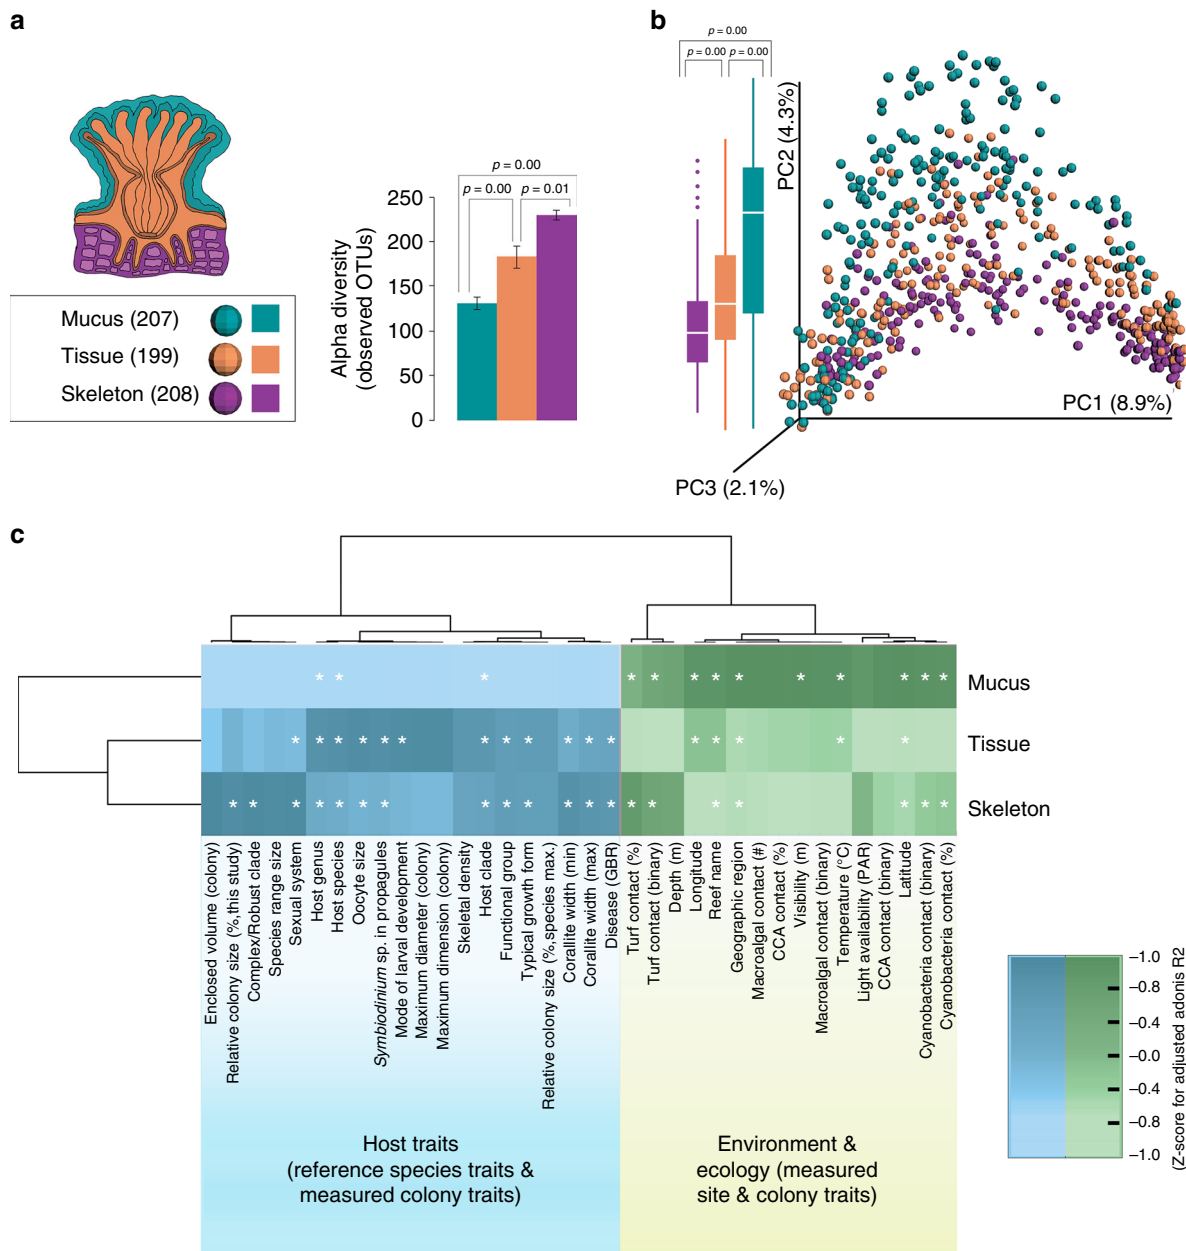 a
Mucus (207)
Tissue (199)
Skeleton (208)
Alpha diversity
(observed OTUs)
250
200
150
100
50
0
p = 0.00
p = 0.00
p = 0.01
b
p = 0.00
p = 0.00
p = 0.00
PC2 (4.3%)
PC1 (8.9%)
PC3 (2.1%)
c
* * *
* * * * * * * * *
* * *
Mucus
* * * * * * * * * * * *
* * * * *
Tissue
* * * * * * * * * * * * *
* * * * * * *
Skeleton
Enclosed volume (colony)
Relative colony size (%,this study)
Complex/Robust clade
Species range size
Sexual system
Host genus
Host species
Oocyte size
Symbiodinium sp. in propagules
Mode of larval development
Maximum diameter (colony)
Maximum dimension (colony)
Skeletal density
Host clade
Functional group
Typical growth form
Relative colony size (%,species max.)
Corallite width (min)
Corallite width (max)
Disease (GBR)
Turf contact (%)
Turf contact (binary)
Depth (m)
Longitude
Reef name
Geographic region
Macroalgal contact (#)
CCA contact (%)
Visibility (m)
Macroalgal contact (binary)
Temperature (°C)
Light availability (PAR)
CCA contact (binary)
Latitude
Cyanobacteria contact (binary)
Cyanobacteria contact (%)
Host traits
(reference species traits &
measured colony traits)
Environment &
ecology (measured
site & colony traits)
–1.0
–0.8
–0.4
–0.0
–0.4
–0.8
–1.0
(Z-score for adjusted adonis R2